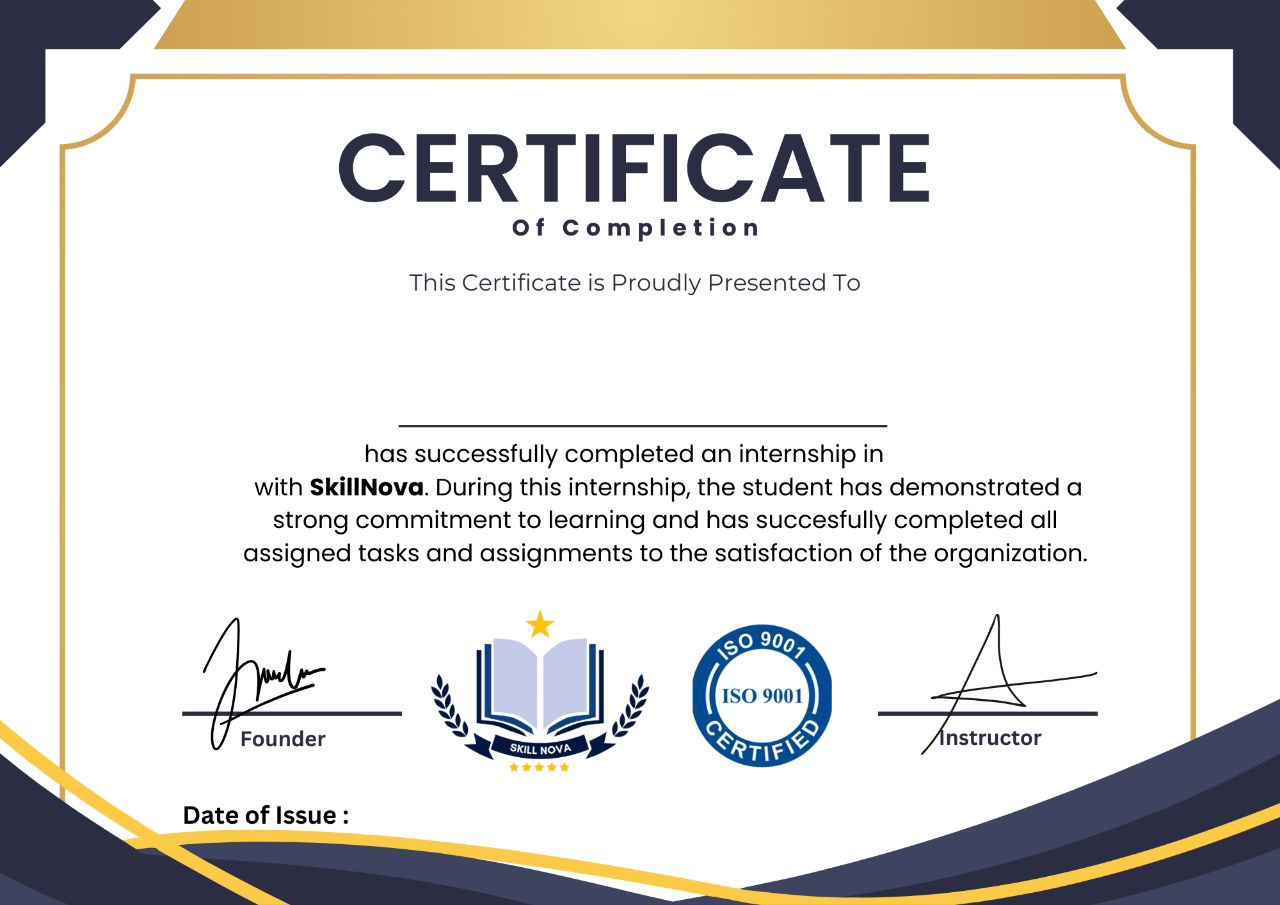 CERTIFICATE
Of Completion
This Certificate is Proudly Presented To
has successfully completed an internship in
with SkillNova. During this internship, the student has demonstrated a
strong commitment to learning and has succesfully completed all
assigned tasks and assignments to the satisfaction of the organization.
Founder
SKILL NOVA
ISO 9001
ISO 9001
CERTIFIED
Instructor
Date of Issue :